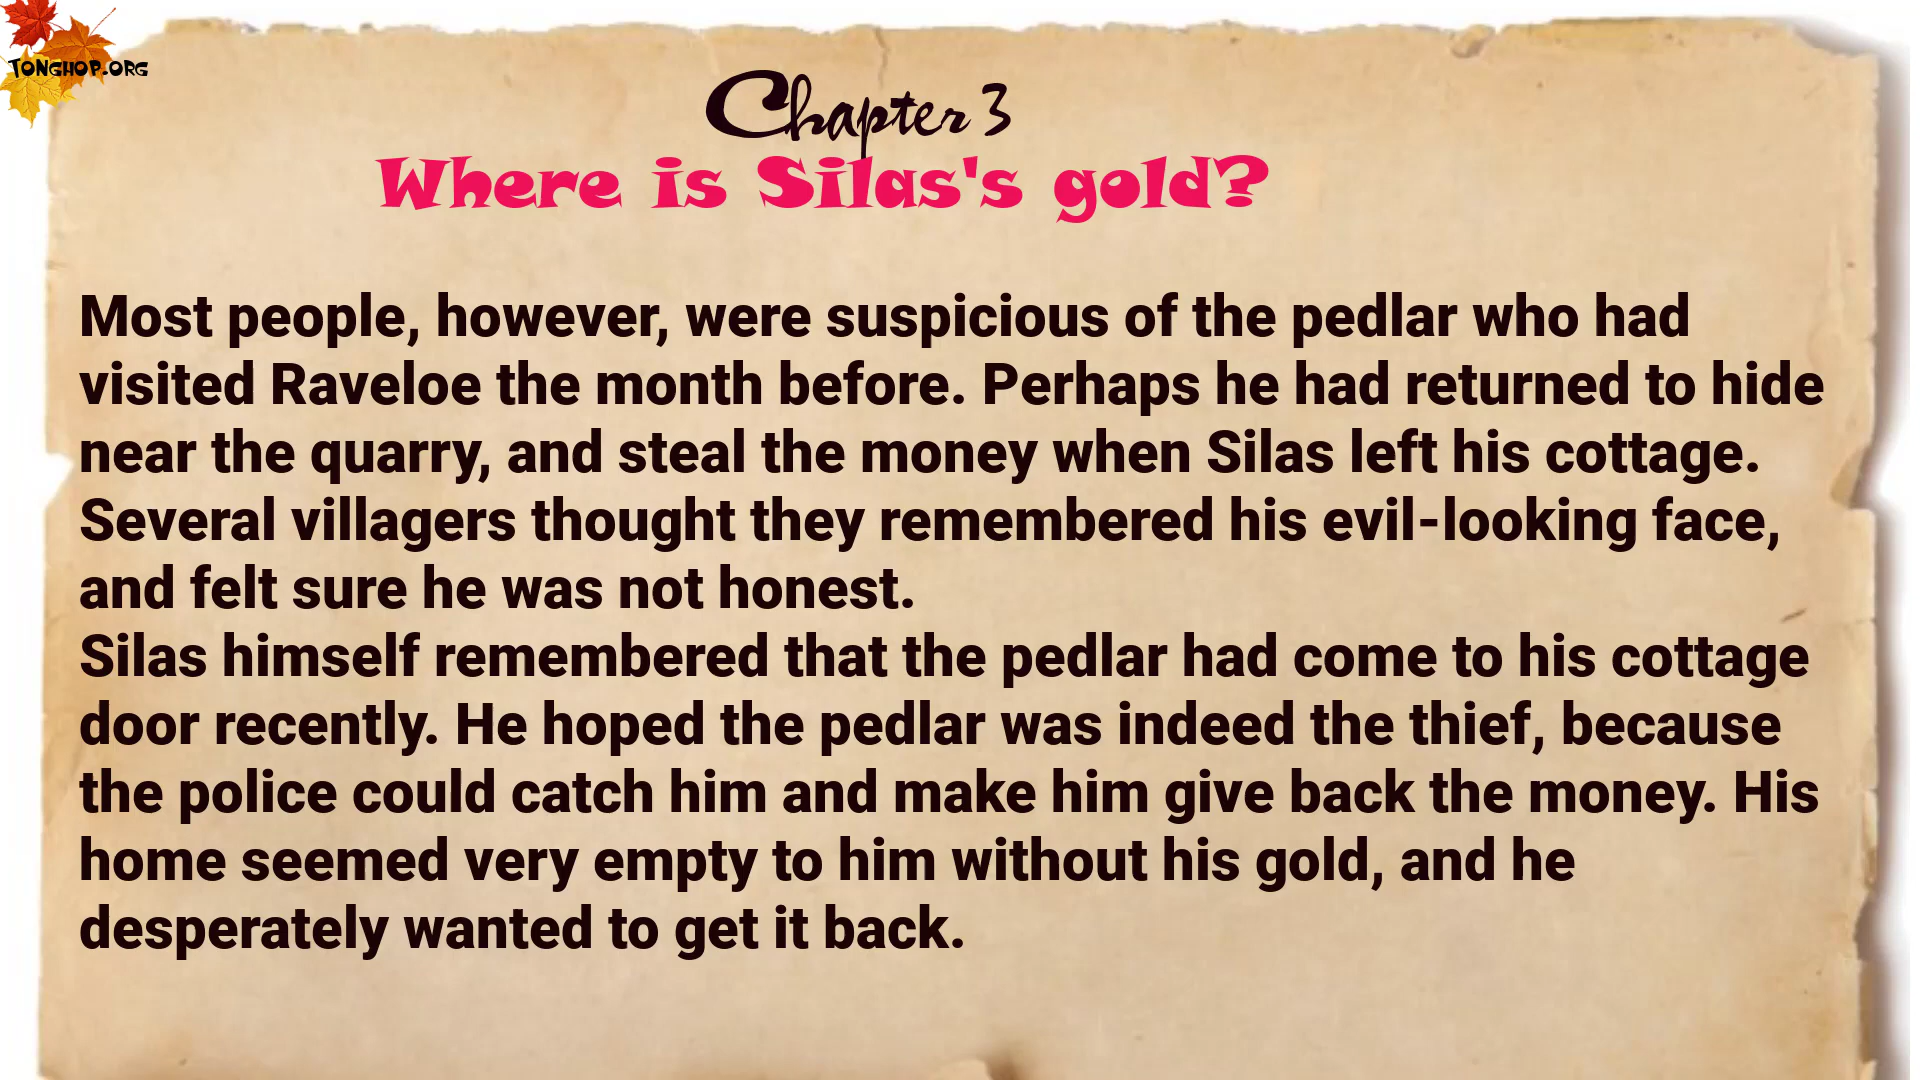 TONGHOP.ORG
Chapter 3
Where is Silas's gold?
Most people, however, were suspicious of the pedlar who had
visited Raveloe the month before. Perhaps he had returned to hide
near the quarry, and steal the money when Silas left his cottage.
Several villagers thought they remembered his evil-looking face,
and felt sure he was not honest.
Silas himself remembered that the pedlar had come to his cottage
door recently. He hoped the pedlar was indeed the thief, because
the police could catch him and make him give back the money. His
home seemed very empty to him without his gold, and he
desperately wanted to get it back.